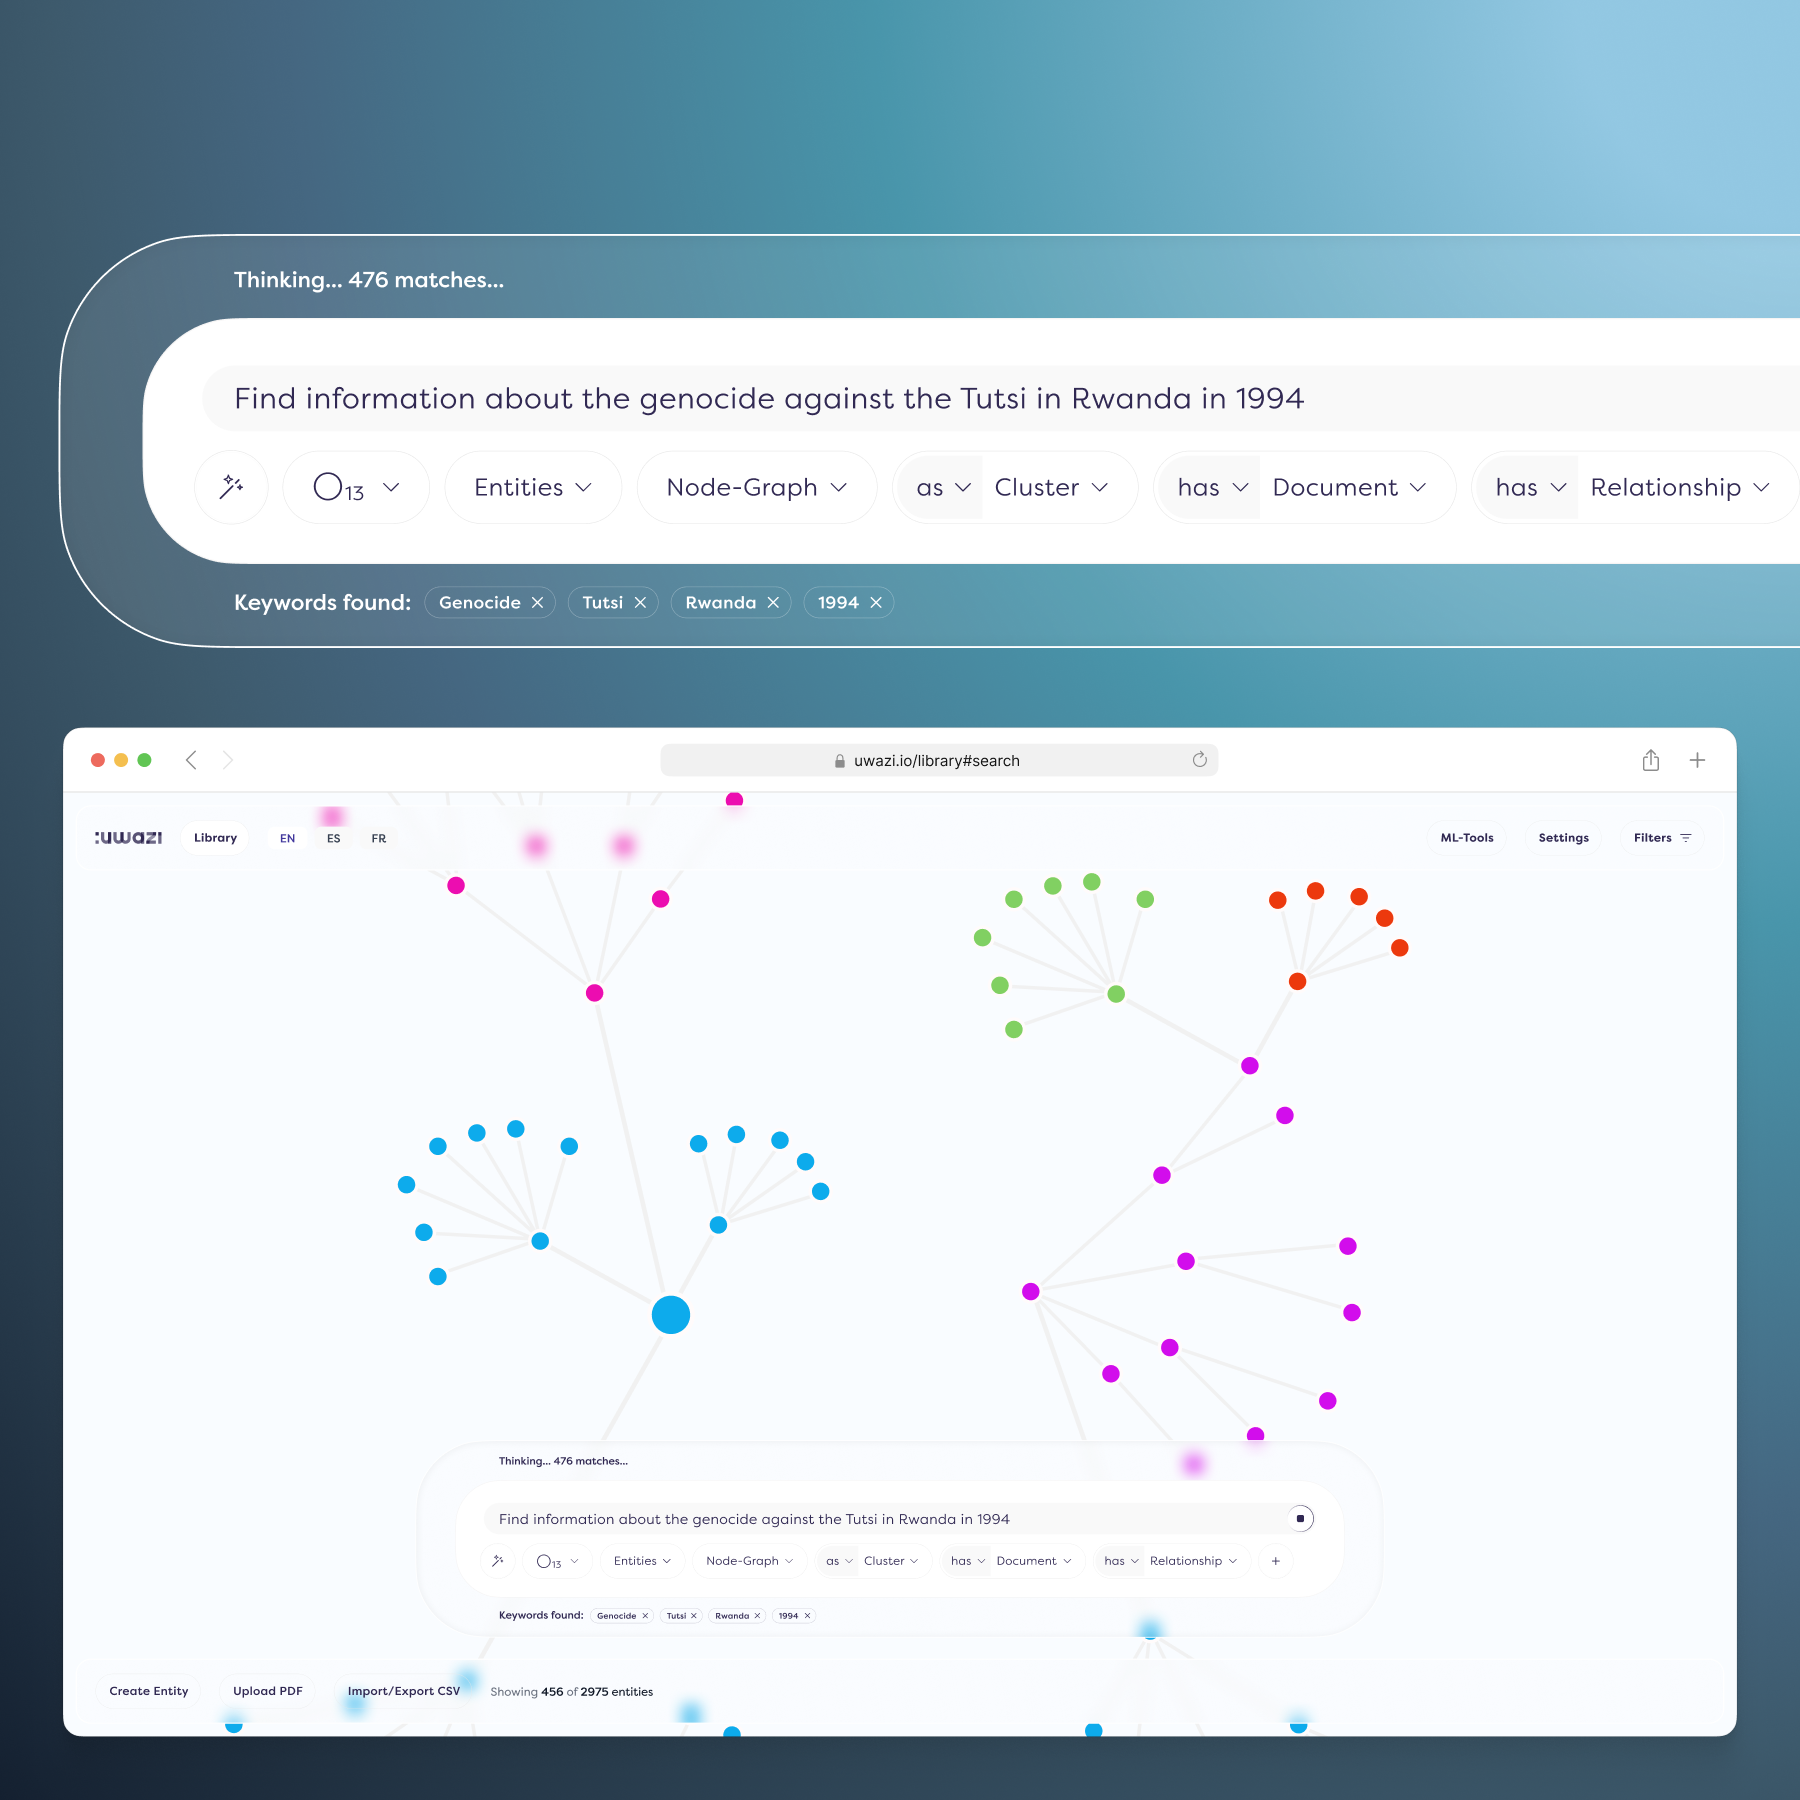 Thinking... 476 matches...
Find information about the genocide against the Tutsi in Rwanda in 1994
13 Entities Node-Graph as Cluster has Document has Relationship
Keywords found: Genocide Tutsi Rwanda 1994
uwazi.io/library#search
:uwazi Library EN ES FR ML-Tools Settings Filters
Thinking... 476 matches...
Find information about the genocide against the Tutsi in Rwanda in 1994
13 Entities Node-Graph as Cluster has Document has Relationship +
Keywords found: Genocide Tutsi Rwanda 1994
Create Entity Upload PDF Import/Export CSV Showing 456 of 2975 entities